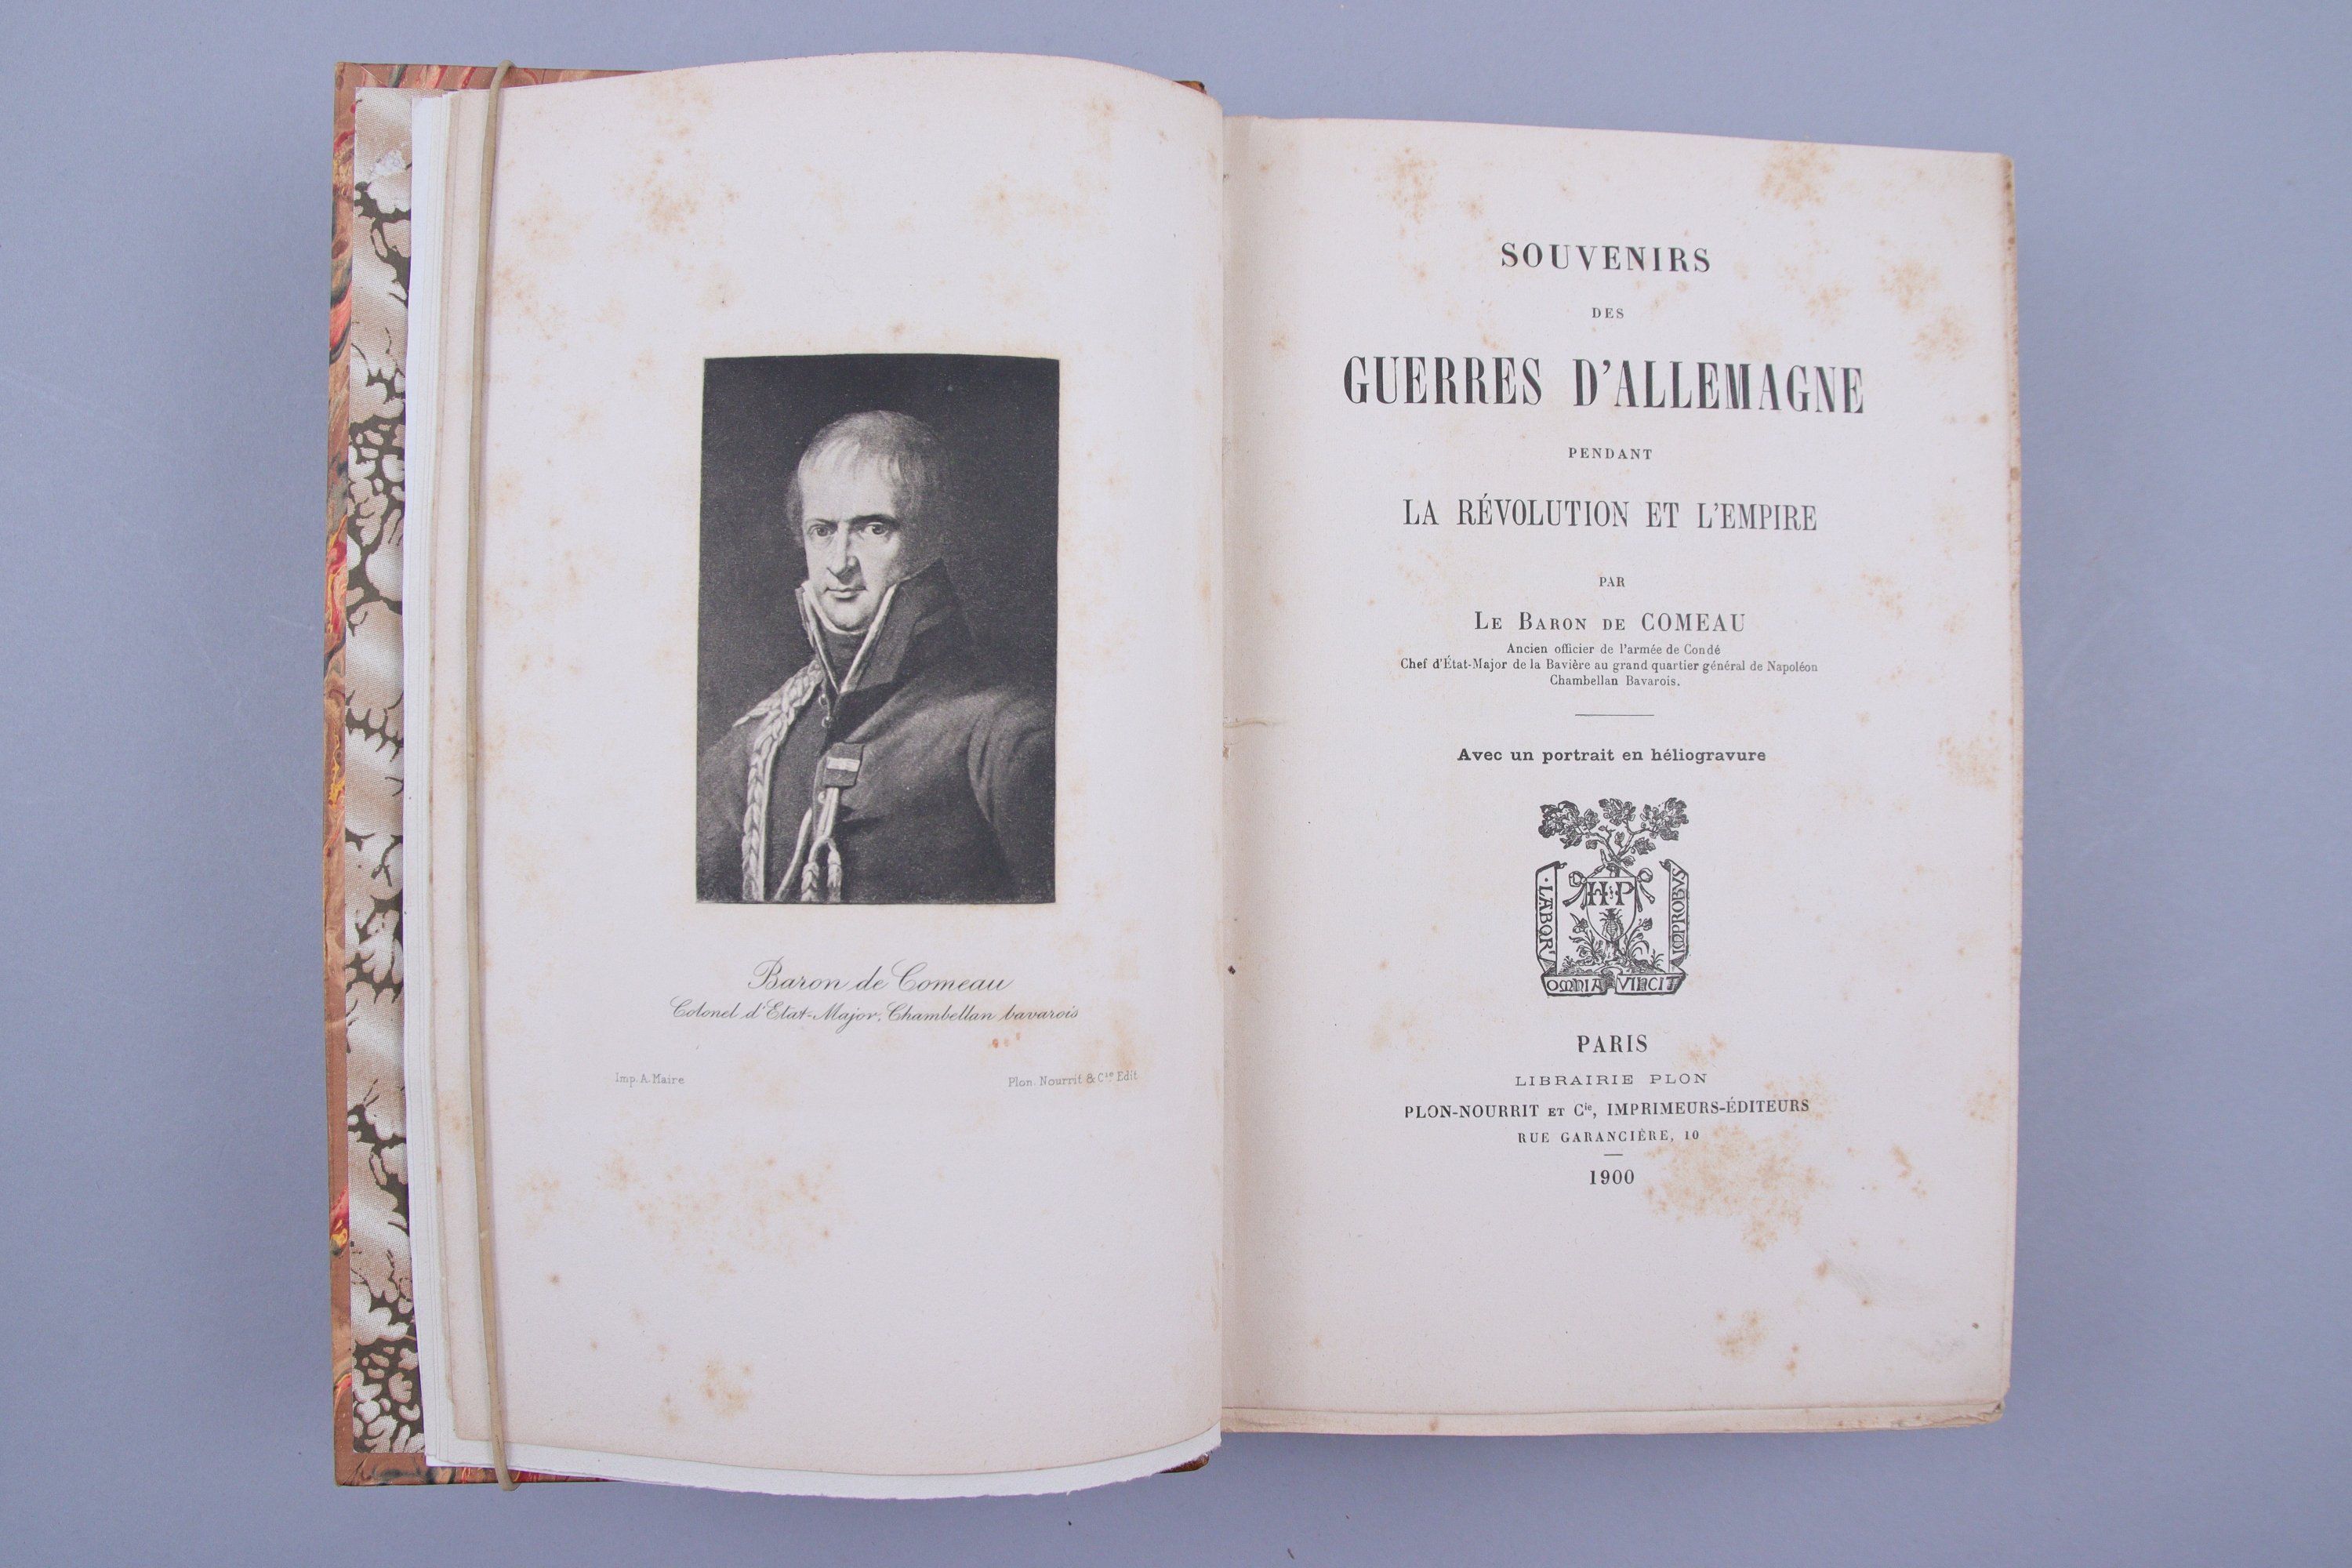 Baron de Comeau
Colonel d'Etat-Major, Chambellan bavarois
Imp. A. Maire
Plon. Nourrit & Cie Edit.
SOUVENIRS
DES
GUERRES D'ALLEMAGNE
PENDANT
LA RÉVOLUTION ET L'EMPIRE
PAR
LE BARON DE COMEAU
Ancien officier de l'armée de Condé
Chef d'État-Major de la Bavière au grand quartier général de Napoléon
Chambellan Bavarois.
Avec un portrait en héliogravure
H P
LABOR
IMPROBVS
OMNIA VINCIT
PARIS
LIBRAIRIE PLON
PLON-NOURRIT ET Cie, IMPRIMEURS-ÉDITEURS
RUE GARANCIÈRE, 10
1900